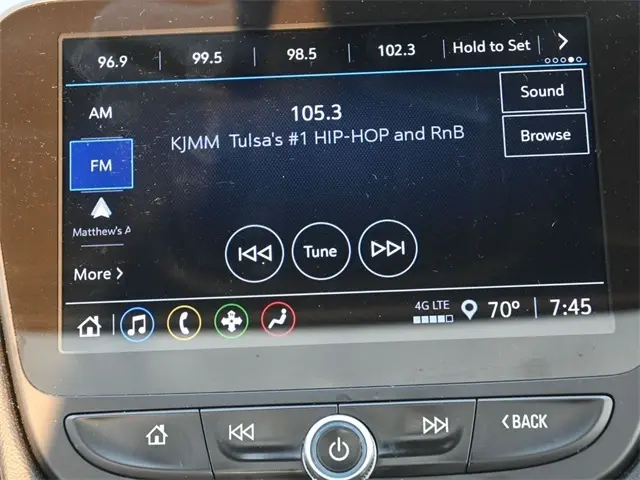 96.9 99.5 98.5 102.3 Hold to Set
AM
105.3
Sound
KJMM Tulsa's #1 HIP-HOP and RnB
Browse
FM
Matthew's A
Tune
More
4G LTE
70° 7:45
BACK